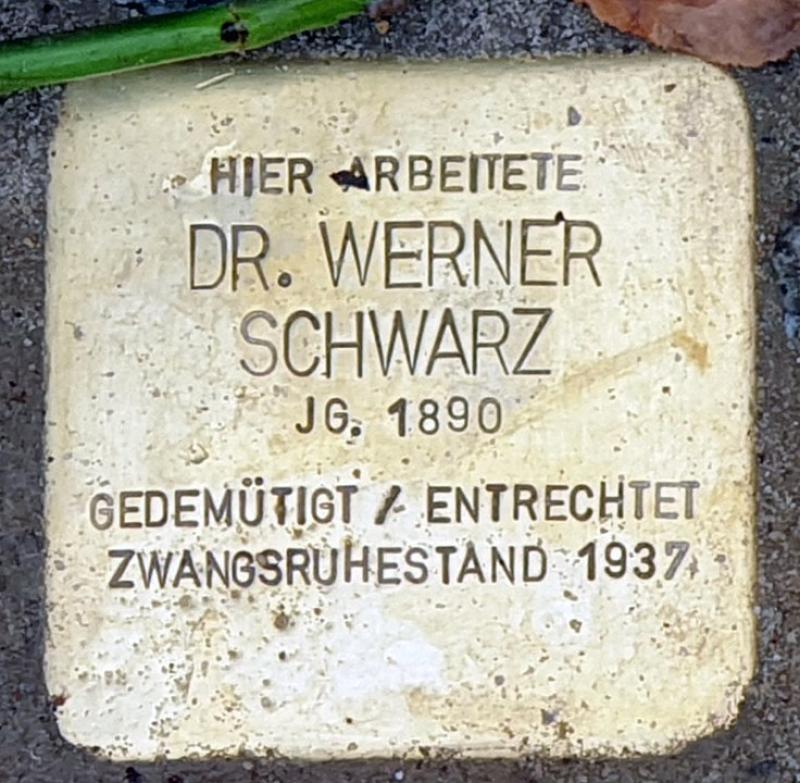 HIER ARBEITETE
DR. WERNER
SCHWARZ
JG. 1890
GEDEMÜTIGT / ENTRECHTET
ZWANGSRUHESTAND 1937